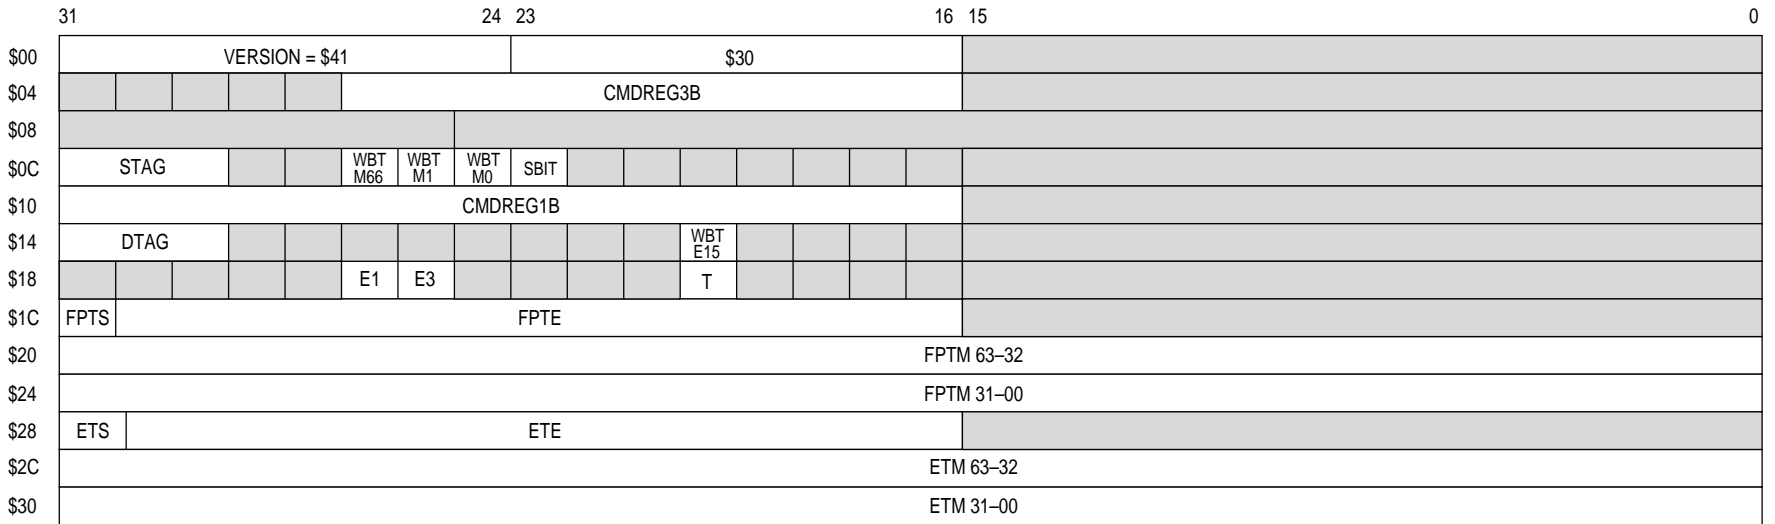 31 24 23 16 15 0
$00 VERSION = $41 $30
$04 CMDREG3B
$08
$0C STAG WBT M66 WBT M1 WBT M0 SBIT
$10 CMDREG1B
$14 DTAG WBT E15
$18 E1 E3 T
$1C FPTS FPTE
$20 FPTM 63–32
$24 FPTM 31–00
$28 ETS ETE
$2C ETM 63–32
$30 ETM 31–00